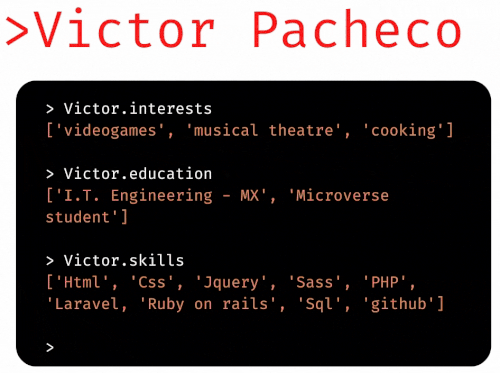 >Victor Pacheco
> Victor.interests
['videogames', 'musical theatre', 'cooking']
> Victor.education
['I.T. Engineering - MX', 'Microverse
student']
> Victor.skills
['Html', 'Css', 'Jquery', 'Sass', 'PHP',
'Laravel, 'Ruby on rails', 'Sql', 'github']
>